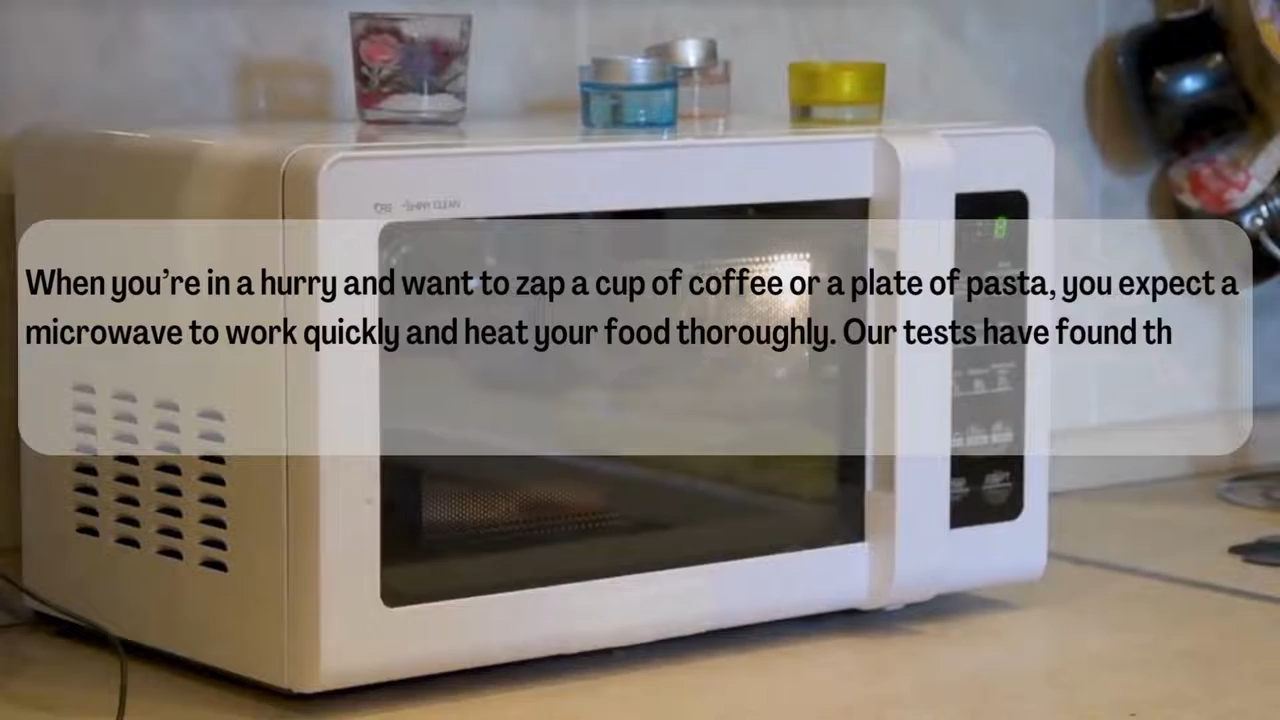 When you’re in a hurry and want to zap a cup of coffee or a plate of pasta, you expect a
microwave to work quickly and heat your food thoroughly. Our tests have found th